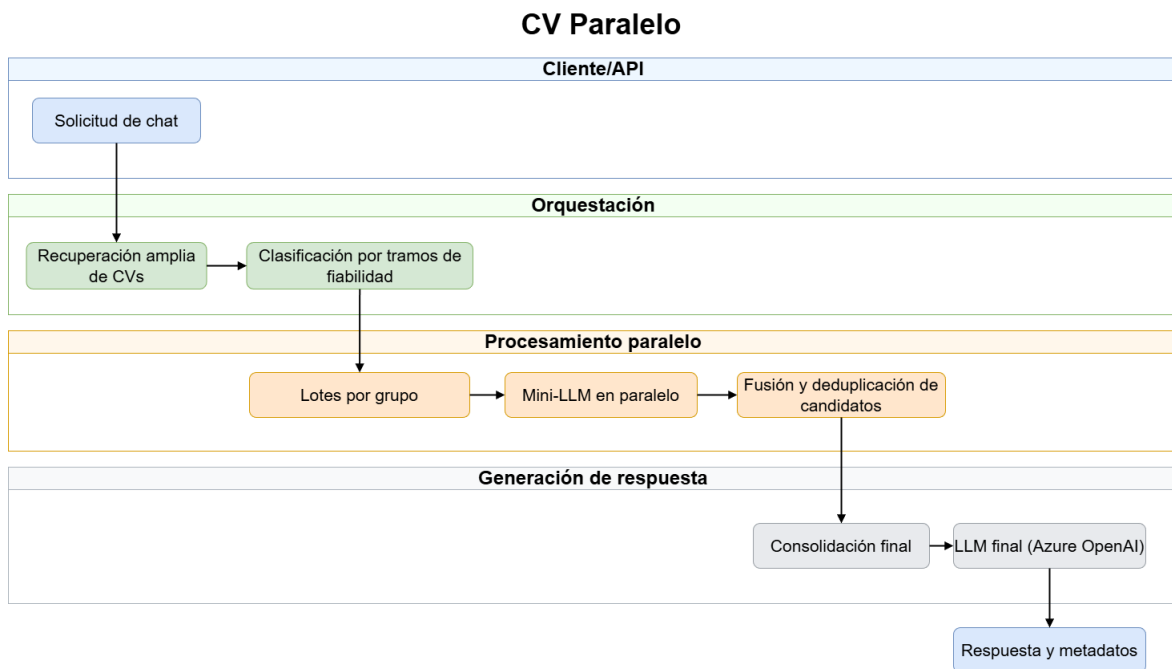 CV Paralelo
Cliente/API
Solicitud de chat
Orquestación
Recuperación amplia
de CVs
Clasificación por tramos de
fiabilidad
Procesamiento paralelo
Lotes por grupo
Mini-LLM en paralelo
Fusión y deduplicación de
candidatos
Generación de respuesta
Consolidación final
LLM final (Azure OpenAI)
Respuesta y metadatos